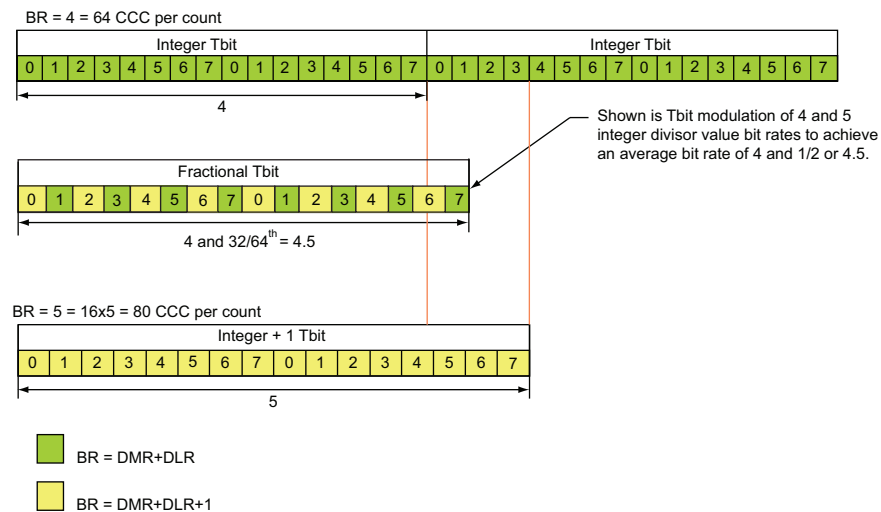 BR = 4 = 64 CCC per count
Integer Tbit Integer Tbit
0 1 2 3 4 5 6 7 0 1 2 3 4 5 6 7 0 1 2 3 4 5 6 7 0 1 2 3 4 5 6 7
4
Shown is Tbit modulation of 4 and 5
integer divisor value bit rates to achieve
an average bit rate of 4 and 1/2 or 4.5.
Fractional Tbit
0 1 2 3 4 5 6 7 0 1 2 3 4 5 6 7
4 and 32/64th = 4.5
BR = 5 = 16x5 = 80 CCC per count
Integer + 1 Tbit
0 1 2 3 4 5 6 7 0 1 2 3 4 5 6 7
5
BR = DMR+DLR
BR = DMR+DLR+1